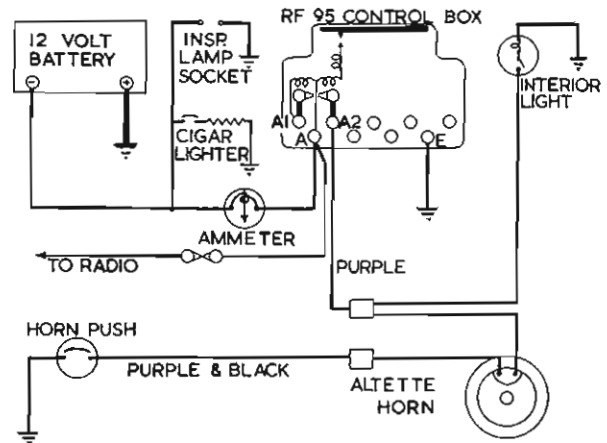 RF 95 CONTROL BOX
12 VOLT
BATTERY
INSP.
LAMP
SOCKET
INTERIOR
LIGHT
A1
A2
A
E
CIGAR
LIGHTER
AMMETER
TO RADIO
PURPLE
HORN PUSH
PURPLE & BLACK
ALTETTE
HORN